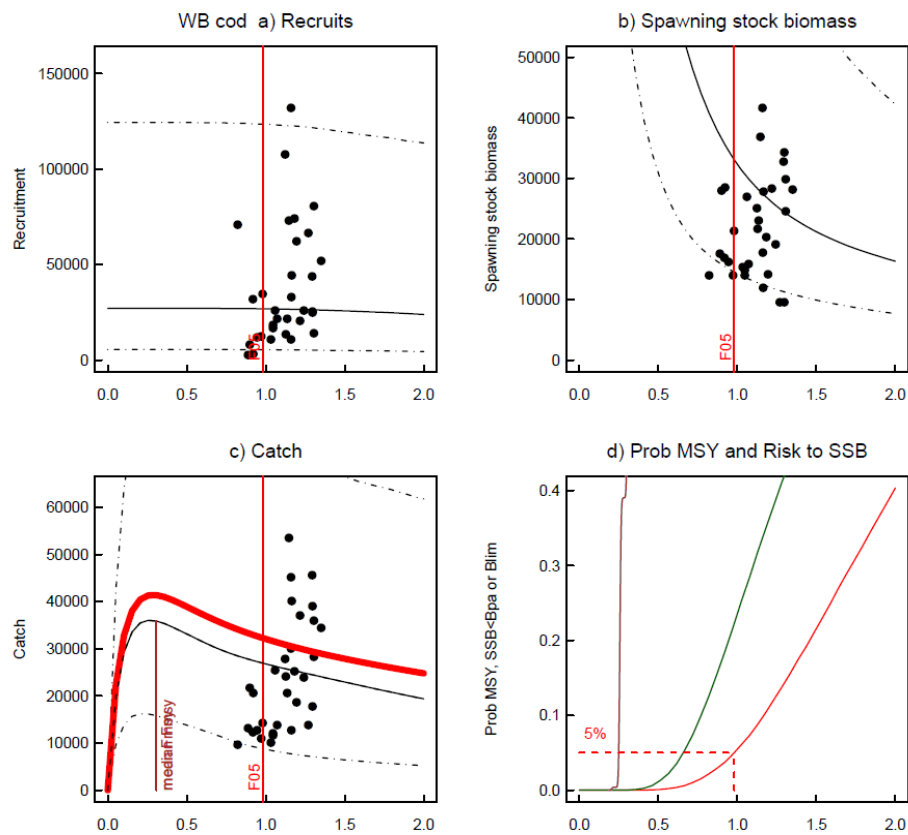 WB cod a) Recruits
Recruitment
150000
100000
50000
0
F05
0.0 0.5 1.0 1.5 2.0
b) Spawning stock biomass
Spawning stock biomass
50000
40000
30000
20000
10000
0
F05
0.0 0.5 1.0 1.5 2.0
c) Catch
Catch
60000
50000
40000
30000
20000
10000
0
F05
0.0 0.5 1.0 1.5 2.0
d) Prob MSY and Risk to SSB
Prob MSY, SSB<Bpa or Blim
0.4
0.3
0.2
0.1
0.0
5%
0.0 0.5 1.0 1.5 2.0